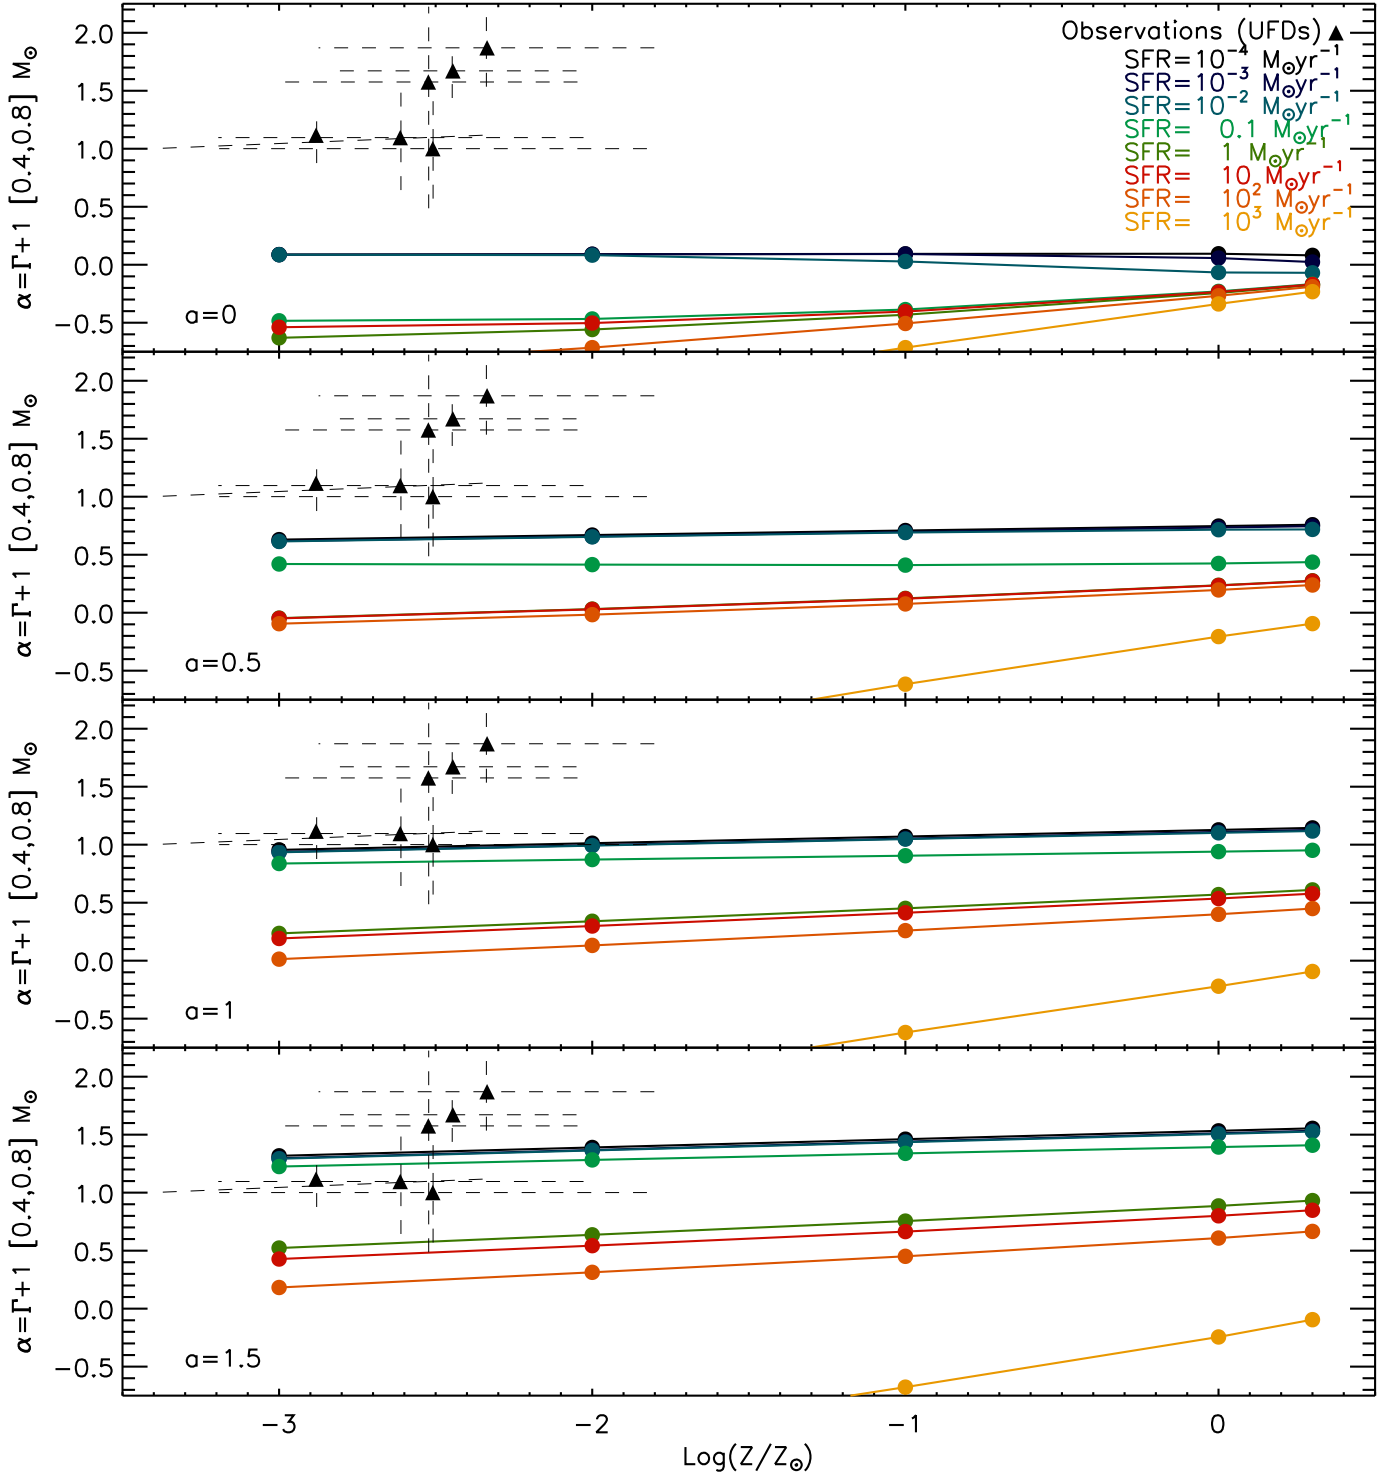 Observations (UFDs) ▲
SFR=10⁻⁴ M⊙yr⁻¹
SFR=10⁻³ M⊙yr⁻¹
SFR=10⁻² M⊙yr⁻¹
SFR= 0.1 M⊙yr⁻¹
SFR= 1 M⊙yr⁻¹
SFR= 10 M⊙yr⁻¹
SFR= 10² M⊙yr⁻¹
SFR= 10³ M⊙yr⁻¹
α=Γ+1 [0.4,0.8] M⊙
2.0
1.5
1.0
0.5
0.0
−0.5
a=0
α=Γ+1 [0.4,0.8] M⊙
2.0
1.5
1.0
0.5
0.0
−0.5
a=0.5
α=Γ+1 [0.4,0.8] M⊙
2.0
1.5
1.0
0.5
0.0
−0.5
a=1
α=Γ+1 [0.4,0.8] M⊙
2.0
1.5
1.0
0.5
0.0
−0.5
a=1.5
−3 −2 −1 0
Log(Z/Z⊙)